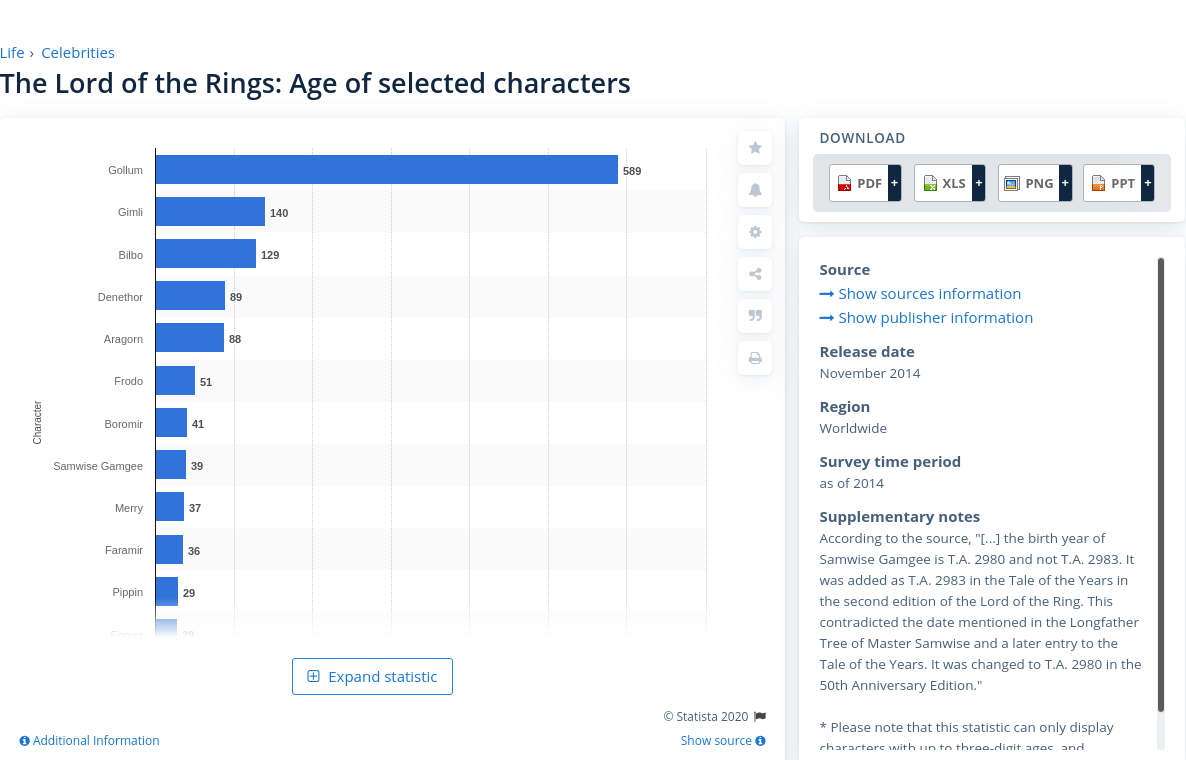 Life › Celebrities
The Lord of the Rings: Age of selected characters
Gollum 589
Gimli 140
Bilbo 129
Denethor 89
Aragorn 88
Frodo 51
Boromir 41
Samwise Gamgee 39
Merry 37
Faramir 36
Pippin 29
28
Character
Expand statistic
© Statista 2020
Additional Information
Show source
DOWNLOAD
PDF + XLS + PNG + PPT +
Source
Show sources information
Show publisher information
Release date
November 2014
Region
Worldwide
Survey time period
as of 2014
Supplementary notes
According to the source, "[...] the birth year of
Samwise Gamgee is T.A. 2980 and not T.A. 2983. It
was added as T.A. 2983 in the Tale of the Years in
the second edition of the Lord of the Ring. This
contradicted the date mentioned in the Longfather
Tree of Master Samwise and a later entry to the
Tale of the Years. It was changed to T.A. 2980 in the
50th Anniversary Edition."
* Please note that this statistic can only display
characters with up to three-digit ages, and